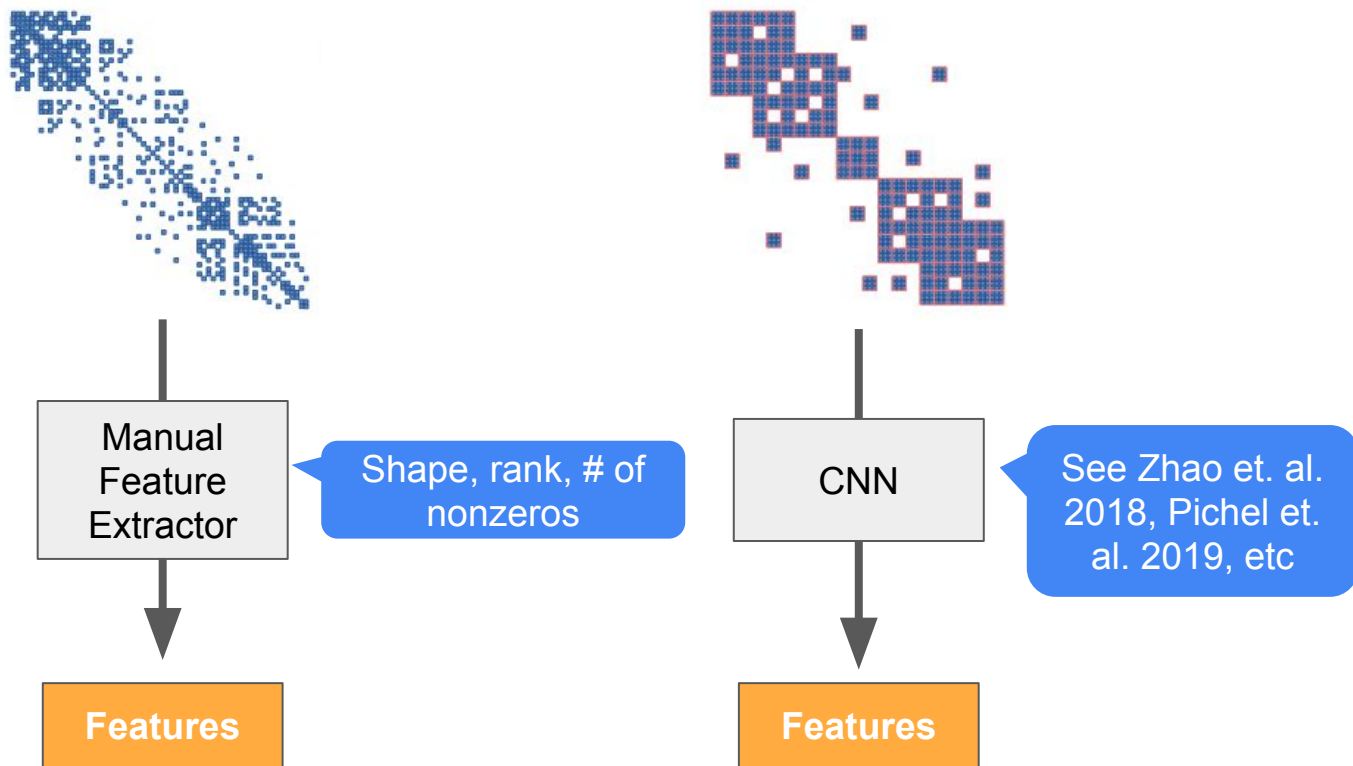 Manual
Feature
Extractor
Shape, rank, # of
nonzeros
Features
CNN
See Zhao et. al.
2018, Pichel et.
al. 2019, etc
Features